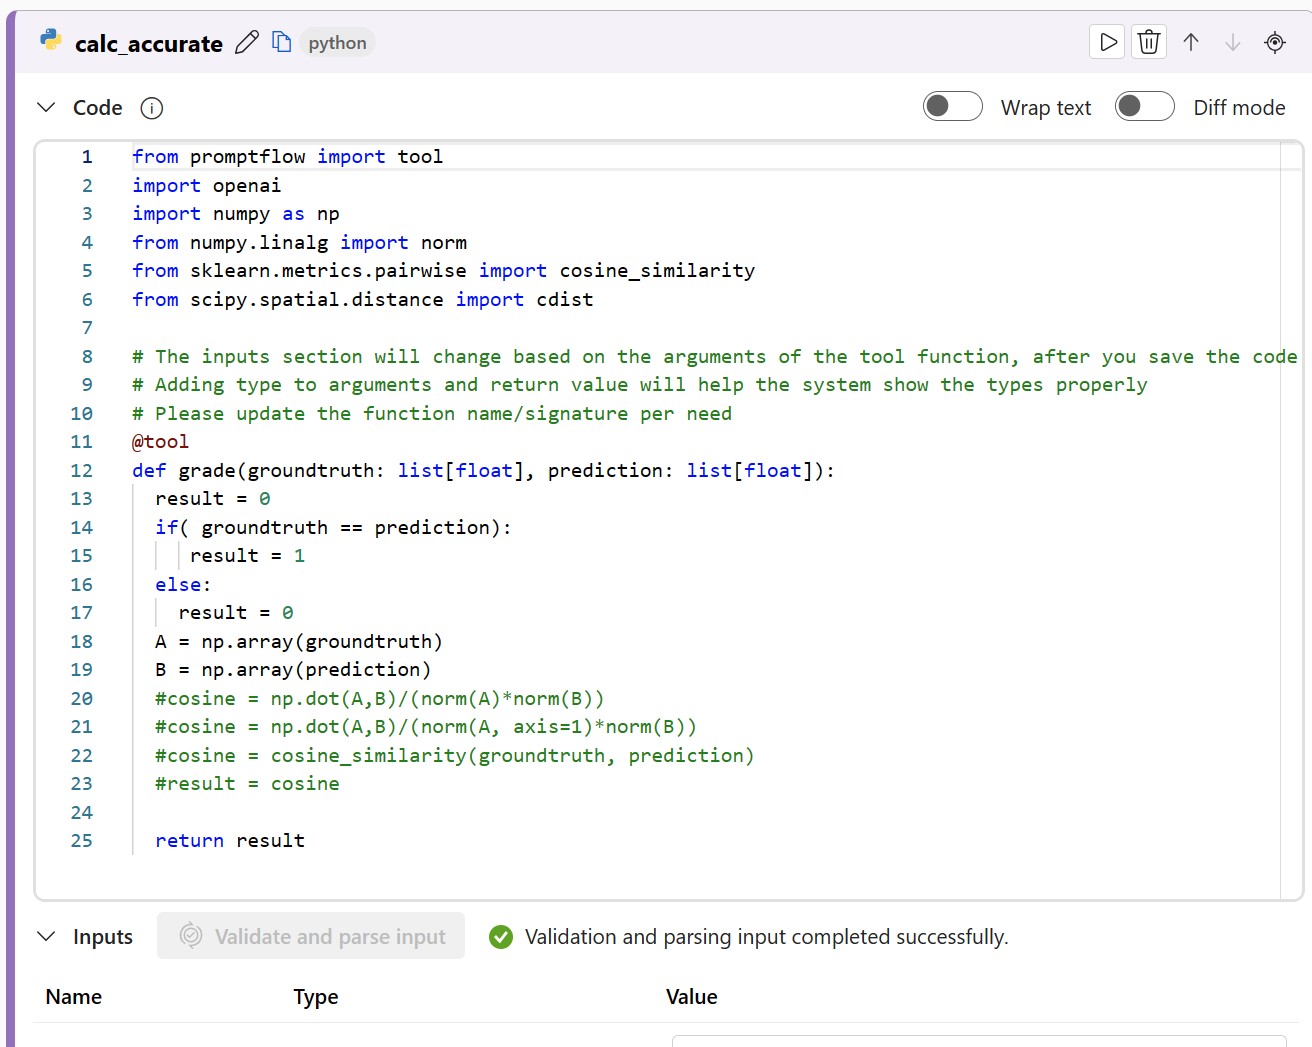 calc_accurate python
Code Wrap text Diff mode
1 from promptflow import tool
2 import openai
3 import numpy as np
4 from numpy.linalg import norm
5 from sklearn.metrics.pairwise import cosine_similarity
6 from scipy.spatial.distance import cdist
7
8 # The inputs section will change based on the arguments of the tool function, after you save the code
9 # Adding type to arguments and return value will help the system show the types properly
10 # Please update the function name/signature per need
11 @tool
12 def grade(groundtruth: list[float], prediction: list[float]):
13   result = 0
14   if( groundtruth == prediction):
15      result = 1
16   else:
17     result = 0
18   A = np.array(groundtruth)
19   B = np.array(prediction)
20   #cosine = np.dot(A,B)/(norm(A)*norm(B))
21   #cosine = np.dot(A,B)/(norm(A, axis=1)*norm(B))
22   #cosine = cosine_similarity(groundtruth, prediction)
23   #result = cosine
24
25   return result
Inputs Validate and parse input Validation and parsing input completed successfully.
Name Type Value